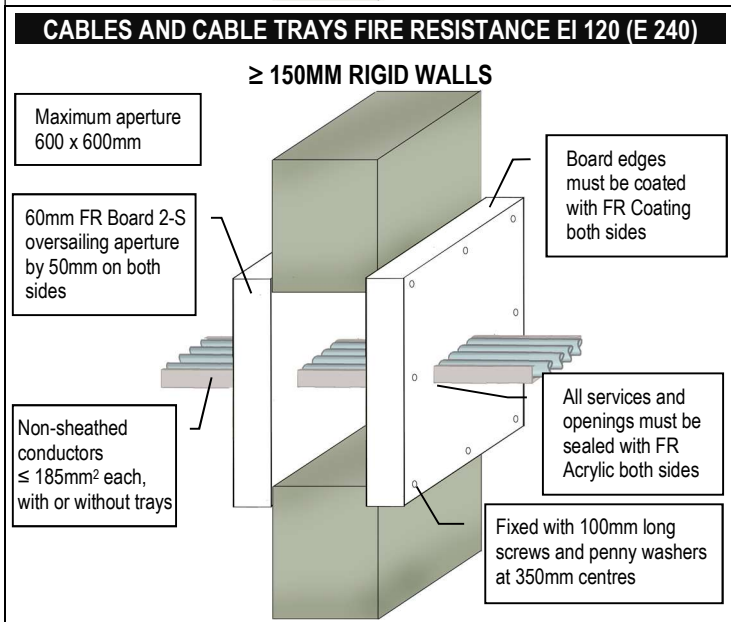 CABLES AND CABLE TRAYS FIRE RESISTANCE EI 120 (E 240)
≥ 150MM RIGID WALLS
Maximum aperture
600 x 600mm
Board edges
must be coated
with FR Coating
both sides
60mm FR Board 2-S
oversailing aperture
by 50mm on both
sides
Non-sheathed
conductors
≤ 185mm² each,
with or without trays
All services and
openings must be
sealed with FR
Acrylic both sides
Fixed with 100mm long
screws and penny washers
at 350mm centres